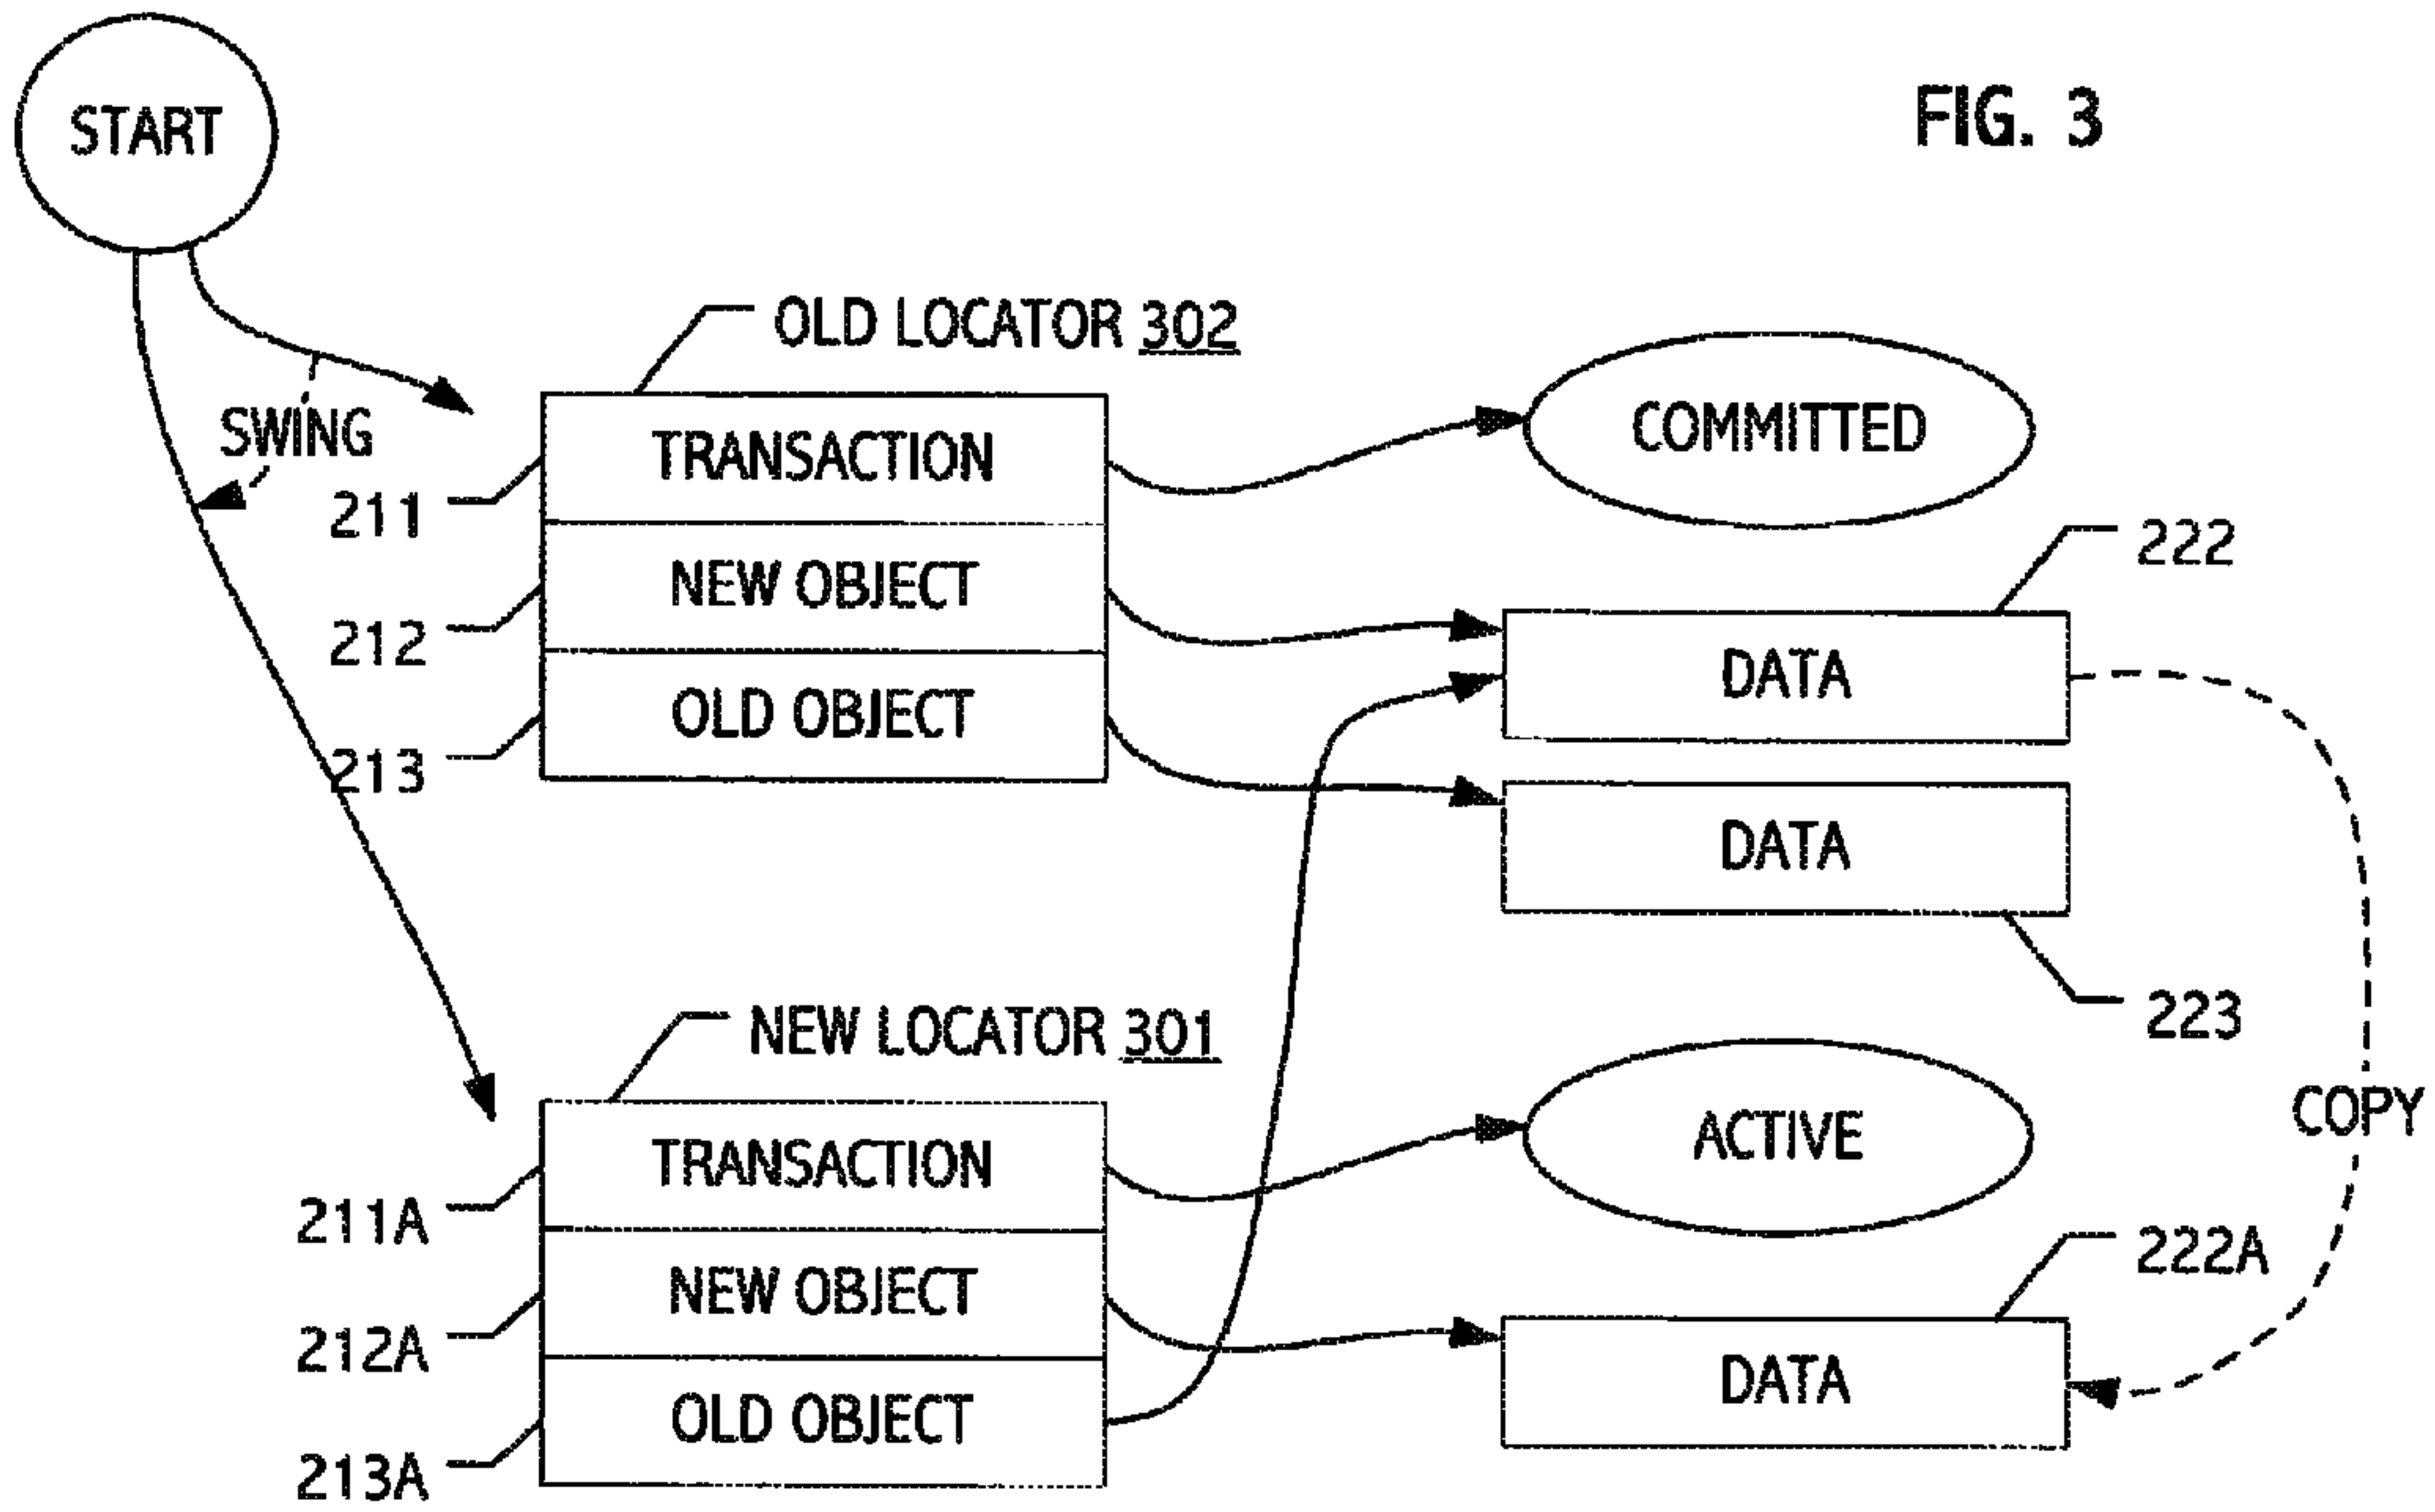 START
FIG. 3
OLD LOCATOR 302
SWING
TRANSACTION
COMMITTED
211
NEW OBJECT
222
212
DATA
OLD OBJECT
213
DATA
223
NEW LOCATOR 301
COPY
TRANSACTION
ACTIVE
211A
NEW OBJECT
222A
212A
DATA
OLD OBJECT
213A